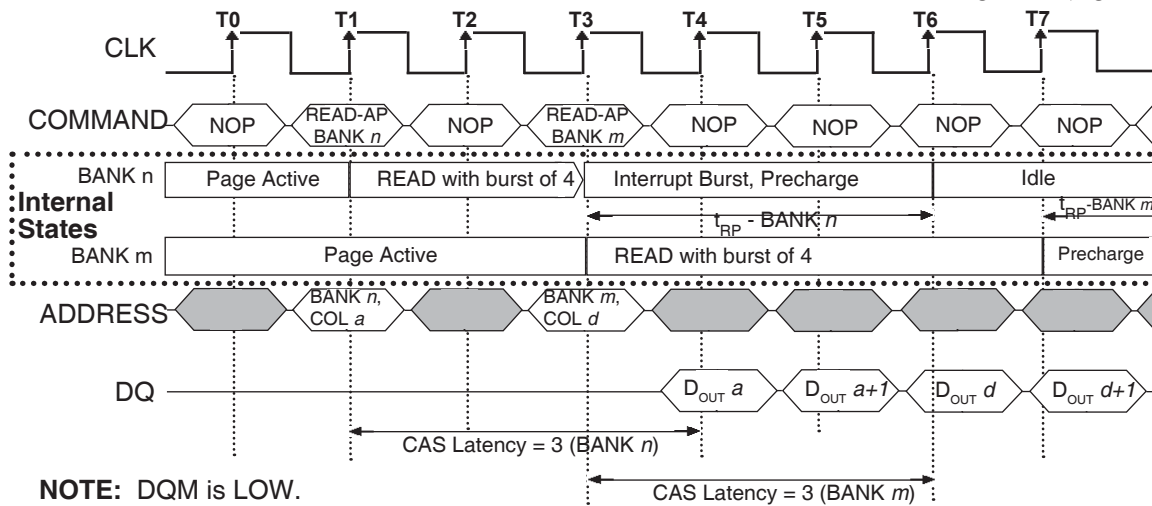 T0 T1 T2 T3 T4 T5 T6 T7
CLK
COMMAND NOP READ-AP BANK n NOP READ-AP BANK m NOP NOP NOP NOP
BANK n Page Active READ with burst of 4 Interrupt Burst, Precharge Idle
Internal States
tRP - BANK n tRP-BANK m
BANK m Page Active READ with burst of 4 Precharge
ADDRESS BANK n, COL a BANK m, COL d
DQ DOUT a DOUT a+1 DOUT d DOUT d+1
CAS Latency = 3 (BANK n)
NOTE: DQM is LOW.
CAS Latency = 3 (BANK m)